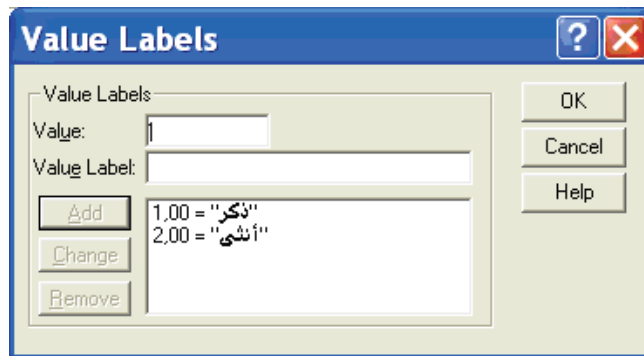 Value Labels
Value Labels
Value: 1
Value Label:
Add
Change
Remove
1,00 = "ذكر"
2,00 = "أنثى"
OK
Cancel
Help